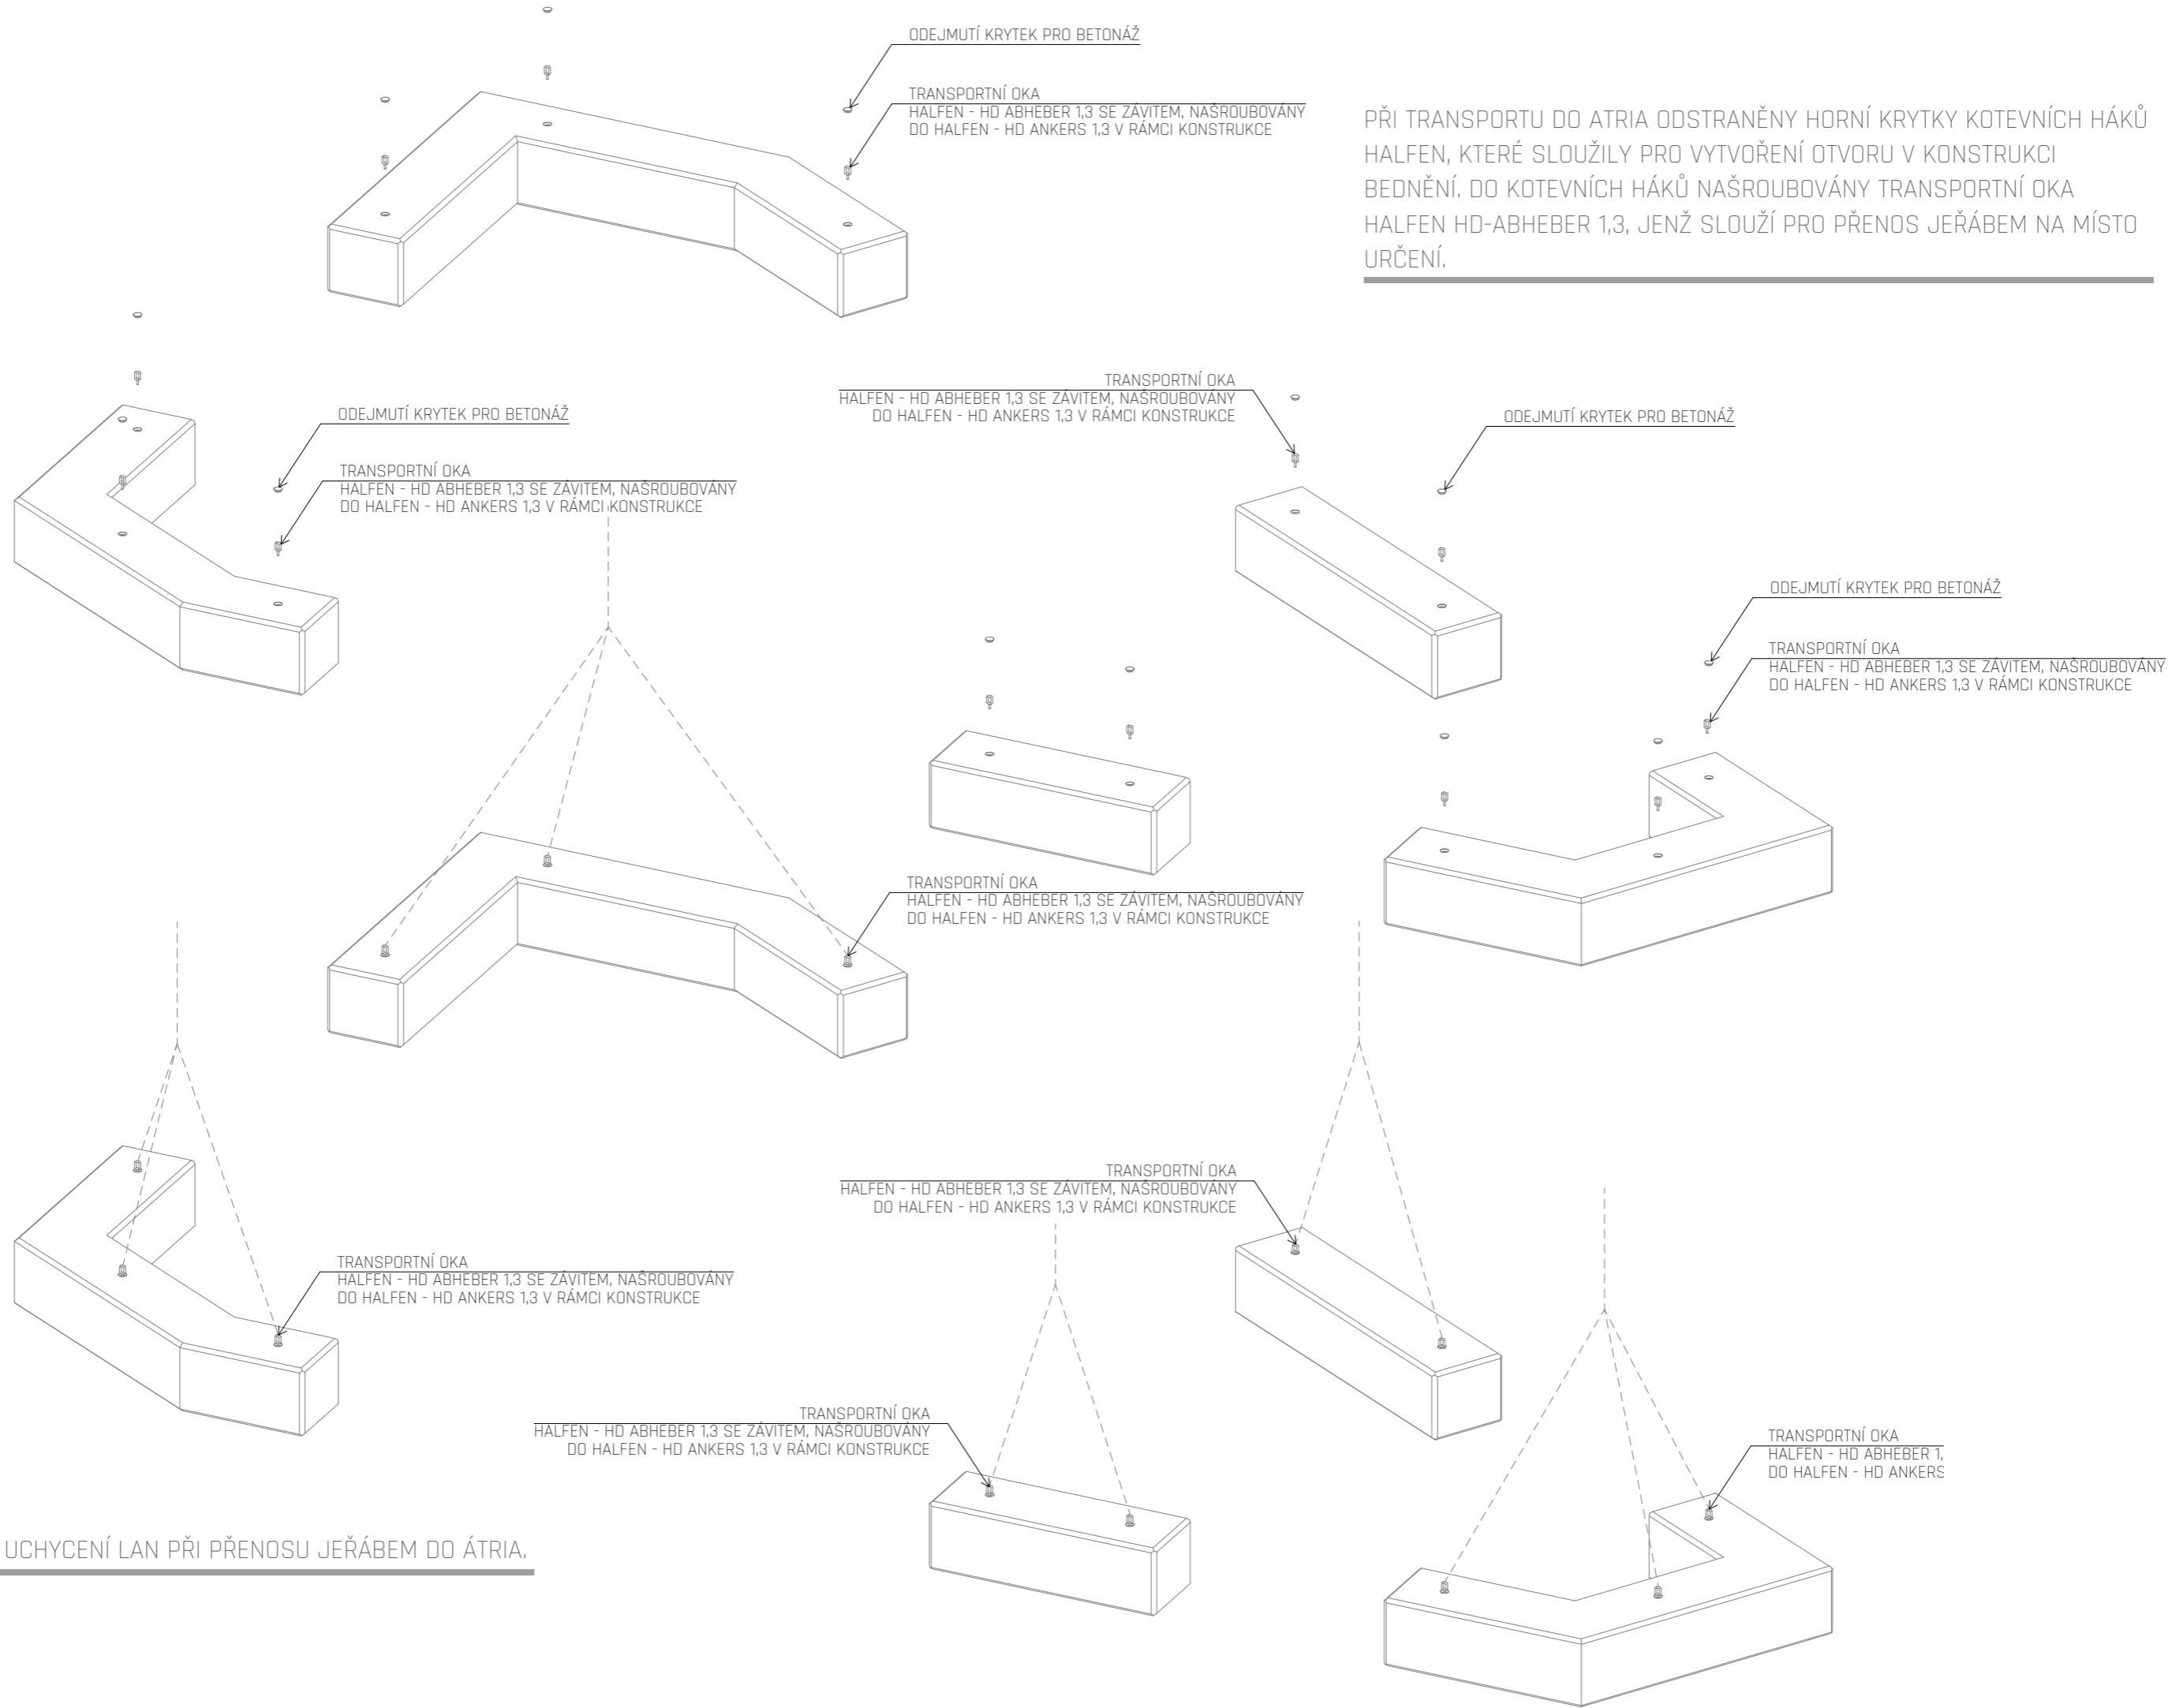 ODEJMUTÍ KRYTEK PRO BETONÁŽ
TRANSPORTNÍ OKA
HALFEN - HD ABHEBER 1,3 SE ZÁVITEM, NAŠROUBOVÁNY
DO HALFEN - HD ANKERS 1,3 V RÁMCI KONSTRUKCE
PŘI TRANSPORTU DO ATRIA ODSTRANĚNY HORNÍ KRYTKY KOTEVNÍCH HÁKŮ
HALFEN, KTERÉ SLOUŽILY PRO VYTVOŘENÍ OTVORU V KONSTRUKCI
BEDNĚNÍ. DO KOTEVNÍCH HÁKŮ NAŠROUBOVÁNY TRANSPORTNÍ OKA
HALFEN HD-ABHEBER 1,3, JENŽ SLOUŽÍ PRO PŘENOS JEŘÁBEM NA MÍSTO
URČENÍ.
ODEJMUTÍ KRYTEK PRO BETONÁŽ
TRANSPORTNÍ OKA
HALFEN - HD ABHEBER 1,3 SE ZÁVITEM, NAŠROUBOVÁNY
DO HALFEN - HD ANKERS 1,3 V RÁMCI KONSTRUKCE
TRANSPORTNÍ OKA
HALFEN - HD ABHEBER 1,3 SE ZÁVITEM, NAŠROUBOVÁNY
DO HALFEN - HD ANKERS 1,3 V RÁMCI KONSTRUKCE
ODEJMUTÍ KRYTEK PRO BETONÁŽ
ODEJMUTÍ KRYTEK PRO BETONÁŽ
TRANSPORTNÍ OKA
HALFEN - HD ABHEBER 1,3 SE ZÁVITEM, NAŠROUBOVÁNY
DO HALFEN - HD ANKERS 1,3 V RÁMCI KONSTRUKCE
TRANSPORTNÍ OKA
HALFEN - HD ABHEBER 1,3 SE ZÁVITEM, NAŠROUBOVÁNY
DO HALFEN - HD ANKERS 1,3 V RÁMCI KONSTRUKCE
TRANSPORTNÍ OKA
HALFEN - HD ABHEBER 1,3 SE ZÁVITEM, NAŠROUBOVÁNY
DO HALFEN - HD ANKERS 1,3 V RÁMCI KONSTRUKCE
TRANSPORTNÍ OKA
HALFEN - HD ABHEBER 1,3 SE ZÁVITEM, NAŠROUBOVÁNY
DO HALFEN - HD ANKERS 1,3 V RÁMCI KONSTRUKCE
TRANSPORTNÍ OKA
HALFEN - HD ABHEBER 1,3 SE ZÁVITEM, NAŠROUBOVÁNY
DO HALFEN - HD ANKERS 1,3 V RÁMCI KONSTRUKCE
TRANSPORTNÍ OKA
HALFEN - HD ABHEBER 1,
DO HALFEN - HD ANKERS
UCHYCENÍ LAN PŘI PŘENOSU JEŘÁBEM DO ÁTRIA.